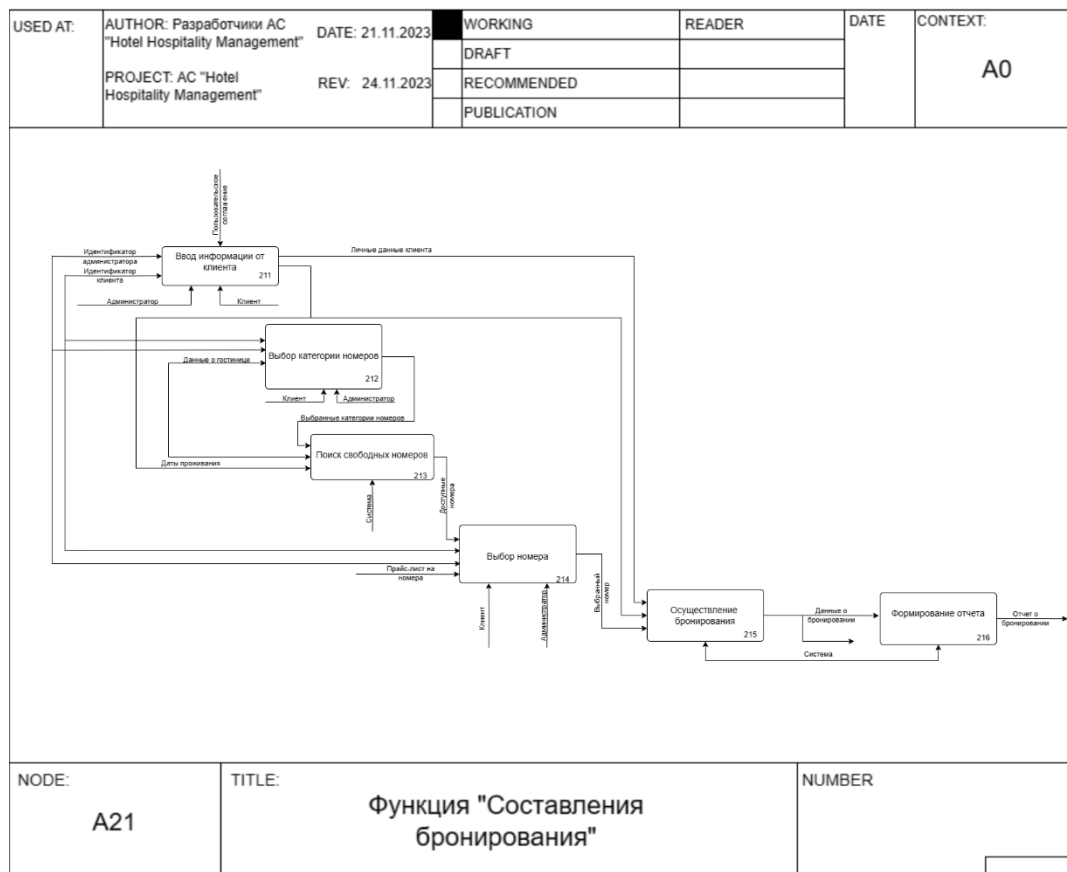 USED AT:
AUTHOR: Разработчики АС
"Hotel Hospitality Management"
DATE: 21.11.2023
PROJECT: АС "Hotel
Hospitality Management"
REV: 24.11.2023
WORKING
DRAFT
RECOMMENDED
PUBLICATION
READER
DATE
CONTEXT:
A0
Пользовательское
соглашение
Идентификатор
администратора
Идентификатор
клиента
Ввод информации от
клиента
211
Личные данные клиента
Администратор
Клиент
Выбор категории номеров
212
Данные о гостинице
Клиент
Администратор
Выбранные категории номеров
Поиск свободных номеров
213
Даты проживания
Система
Доступные
номера
Выбор номера
214
Прайс-лист на
номера
Клиент
Администратор
Выбранный
номер
Осуществление
бронирования
215
Данные о
бронировании
Формирование отчета
216
Отчет о
бронировании
Система
NODE:
A21
TITLE:
Функция "Составления
бронирования"
NUMBER